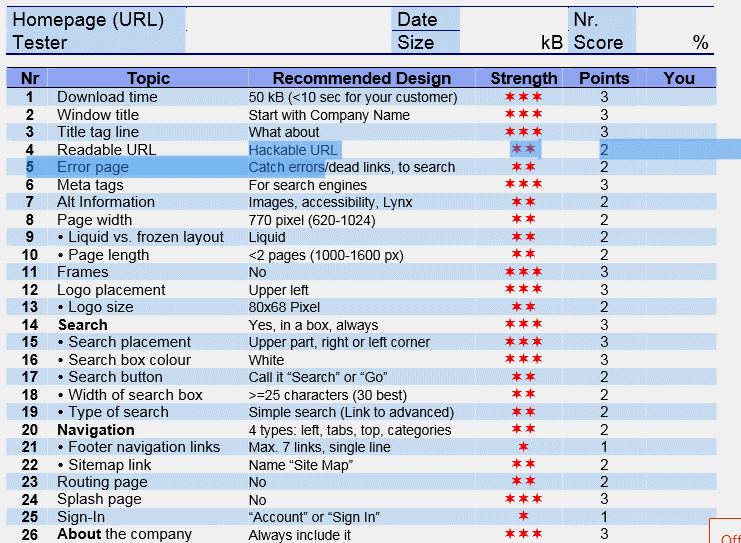 Homepage (URL) Date Nr.
Tester Size kB Score %
Nr Topic Recommended Design Strength Points You
1 Download time 50 kB (<10 sec for your customer) ✶✶✶ 3
2 Window title Start with Company Name ✶✶✶ 3
3 Title tag line What about ✶✶✶ 3
4 Readable URL Hackable URL ✶✶ 2
5 Error page Catch errors/dead links, to search ✶✶ 2
6 Meta tags For search engines ✶✶✶ 3
7 Alt Information Images, accessibility, Lynx ✶✶ 2
8 Page width 770 pixel (620-1024) ✶✶ 2
9 • Liquid vs. frozen layout Liquid ✶✶ 2
10 • Page length <2 pages (1000-1600 px) ✶✶ 2
11 Frames No ✶✶✶ 3
12 Logo placement Upper left ✶✶✶ 3
13 • Logo size 80x68 Pixel ✶✶ 2
14 Search Yes, in a box, always ✶✶✶ 3
15 • Search placement Upper part, right or left corner ✶✶✶ 3
16 • Search box colour White ✶✶✶ 3
17 • Search button Call it “Search” or “Go” ✶✶ 2
18 • Width of search box >=25 characters (30 best) ✶✶ 2
19 • Type of search Simple search (Link to advanced) ✶✶ 2
20 Navigation 4 types: left, tabs, top, categories ✶✶ 2
21 • Footer navigation links Max. 7 links, single line ✶ 1
22 • Sitemap link Name “Site Map” ✶✶ 2
23 Routing page No ✶✶ 2
24 Splash page No ✶✶✶ 3
25 Sign-In “Account” or “Sign In” ✶ 1
26 About the company Always include it ✶✶✶ 3